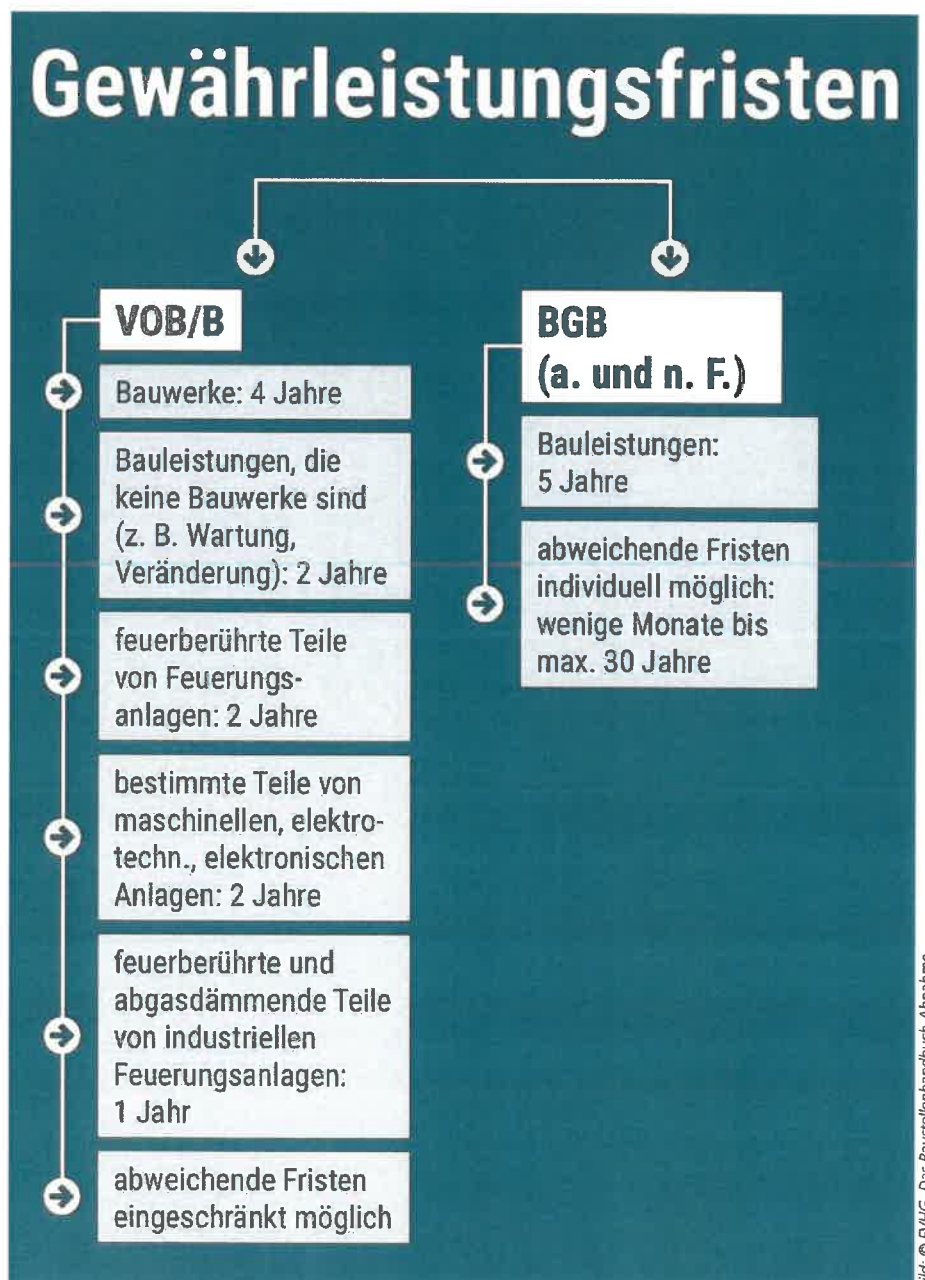 Gewährleistungsfristen
VOB/B
Bauwerke: 4 Jahre
Bauleistungen, die
keine Bauwerke sind
(z. B. Wartung,
Veränderung): 2 Jahre
feuerberührte Teile
von Feuerungs-
anlagen: 2 Jahre
bestimmte Teile von
maschinellen, elektro-
techn., elektronischen
Anlagen: 2 Jahre
feuerberührte und
abgasdämmende Teile
von industriellen
Feuerungsanlagen:
1 Jahr
abweichende Fristen
eingeschränkt möglich
BGB
(a. und n. F.)
Bauleistungen:
5 Jahre
abweichende Fristen
individuell möglich:
wenige Monate bis
max. 30 Jahre
Das Baustellenhandbuch Abnahme